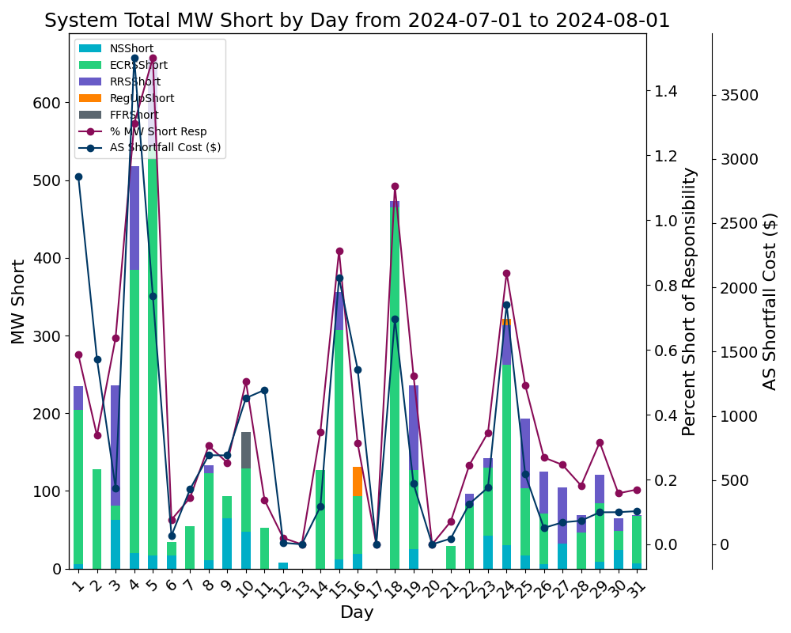 System Total MW Short by Day from 2024-07-01 to 2024-08-01
NSShort
ECRSShort
RRSShort
RegUpShort
FFRShort
% MW Short Resp
AS Shortfall Cost ($)
MW Short
600
500
400
300
200
100
0
1 2 3 4 5 6 7 8 9 10 11 12 13 14 15 16 17 18 19 20 21 22 23 24 25 26 27 28 29 30 31
Day
1.4
1.2
1.0
0.8
0.6
0.4
0.2
0.0
Percent Short of Responsibility
3500
3000
2500
2000
1500
1000
500
0
AS Shortfall Cost ($)